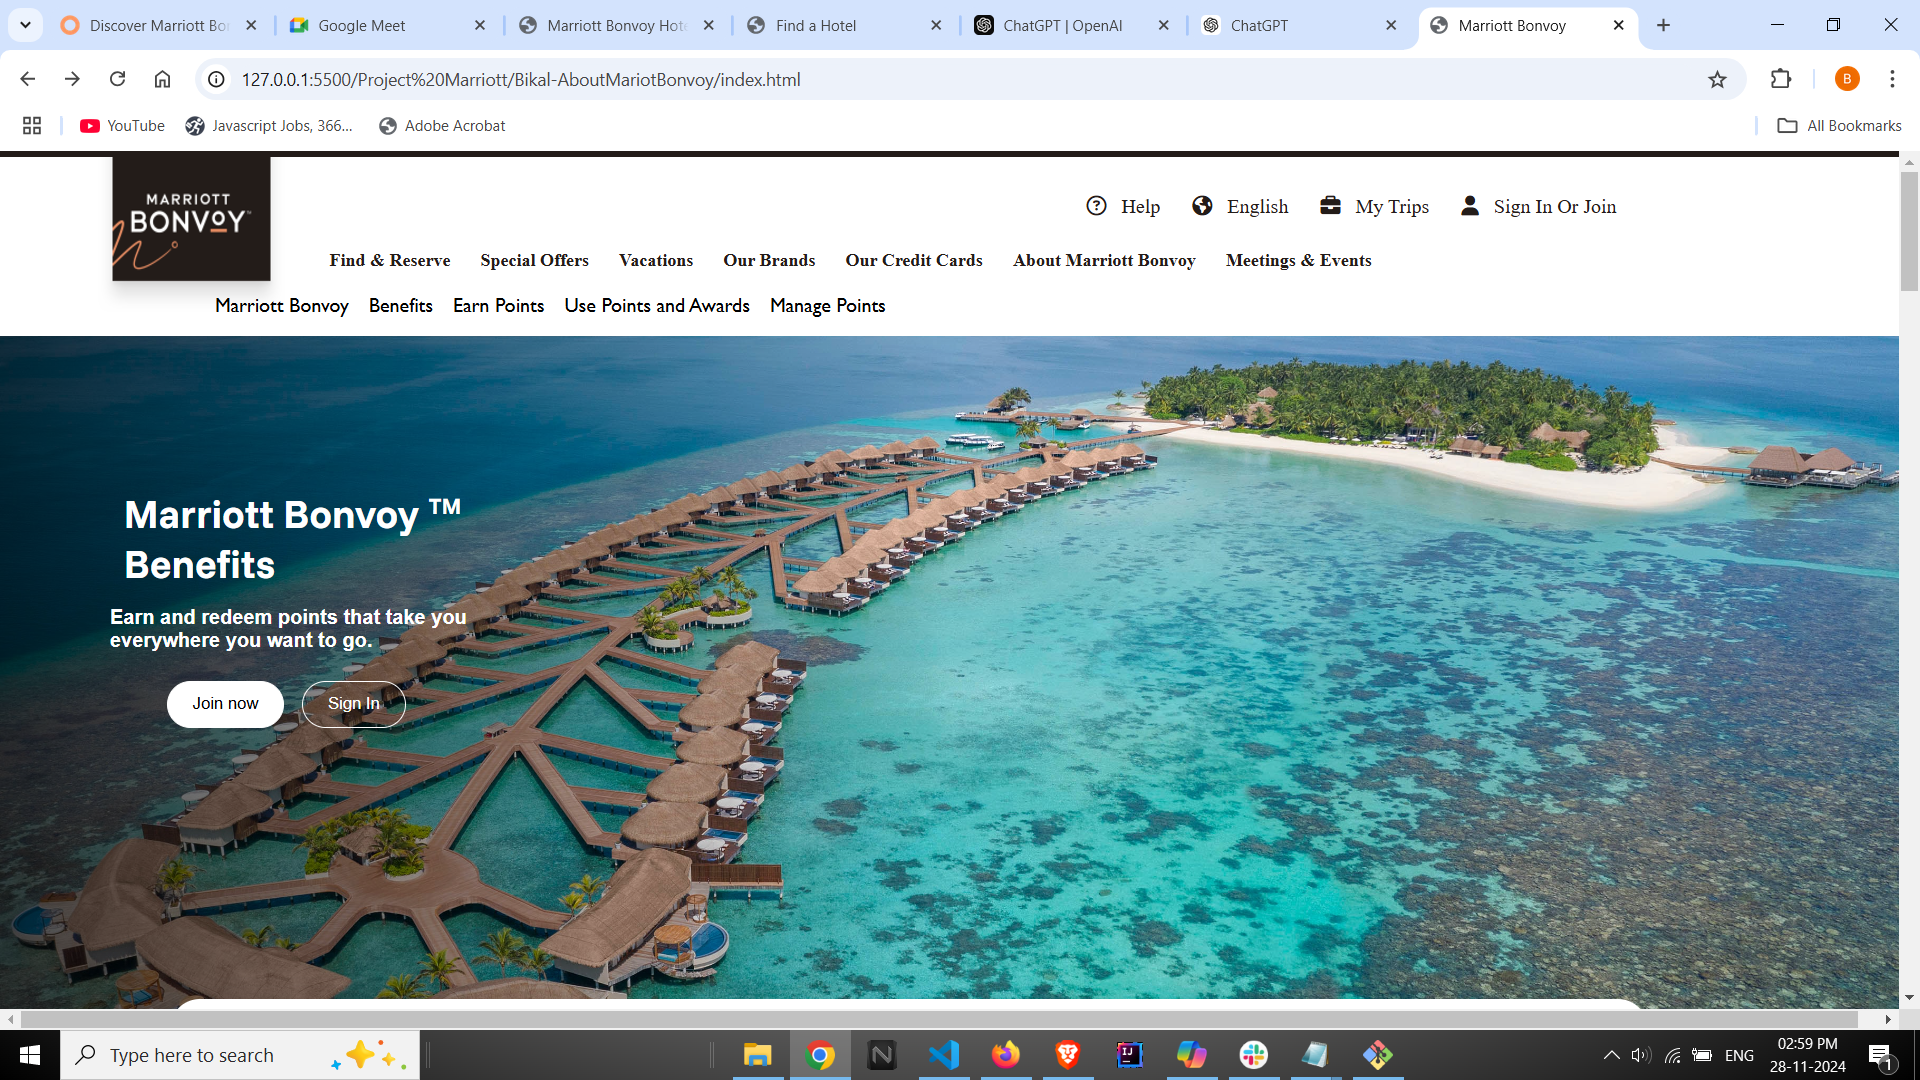 Discover Marriott Bo
Google Meet
Marriott Bonvoy Hote
Find a Hotel
ChatGPT | OpenAI
ChatGPT
Marriott Bonvoy
127.0.0.1:5500/Project%20Marriott/Bikal-AboutMariotBonvoy/index.html
B
YouTube
Javascript Jobs, 366...
Adobe Acrobat
All Bookmarks
MARRIOTT
BONVOY™
Help
English
My Trips
Sign In Or Join
Find & Reserve
Special Offers
Vacations
Our Brands
Our Credit Cards
About Marriott Bonvoy
Meetings & Events
Marriott Bonvoy
Benefits
Earn Points
Use Points and Awards
Manage Points
Marriott Bonvoy ™
Benefits
Earn and redeem points that take you
everywhere you want to go.
Join now
Sign In
Type here to search
ENG
02:59 PM
28-11-2024
1